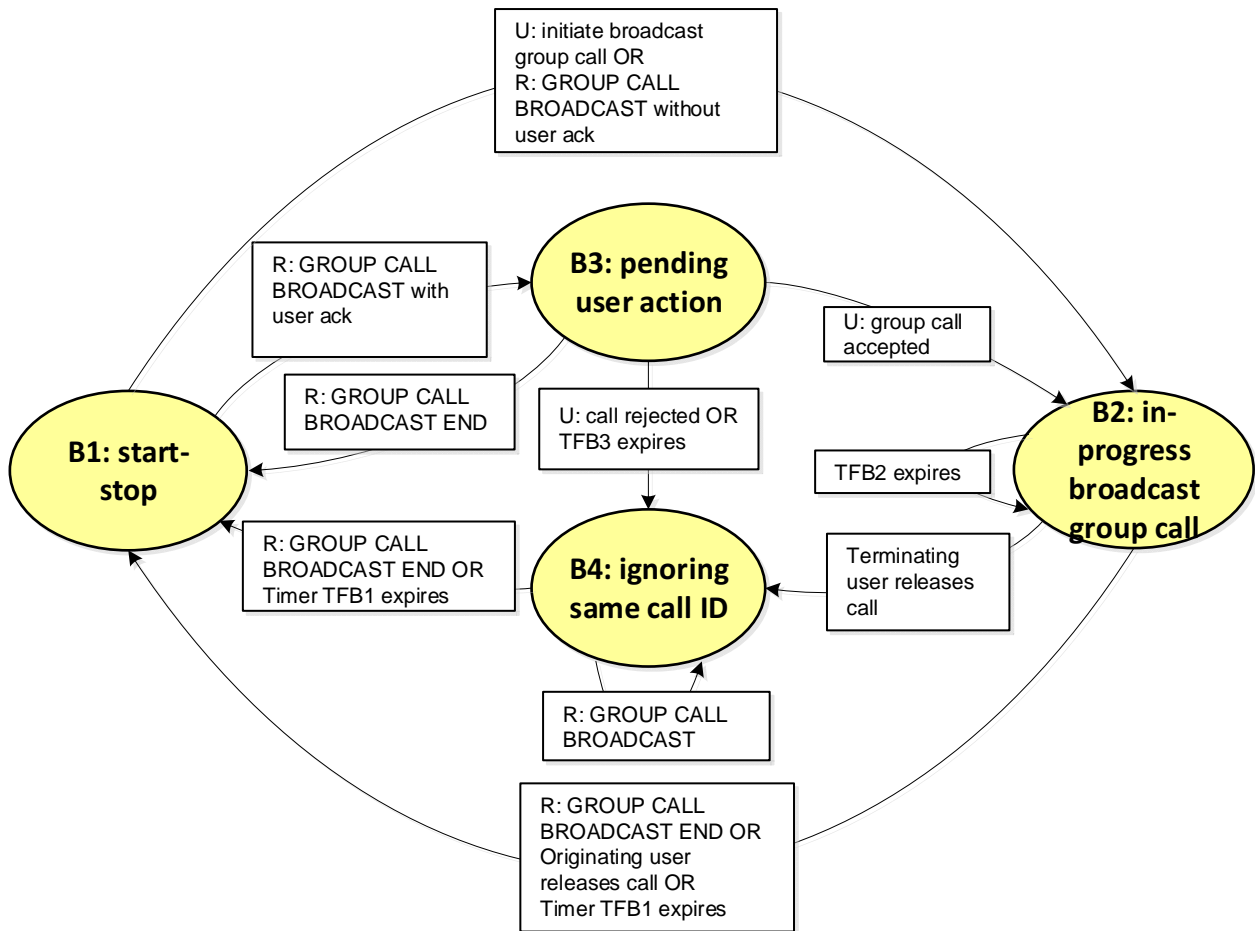 U: initiate broadcast
group call OR
R: GROUP CALL
BROADCAST without
user ack
B3: pending
user action
R: GROUP CALL
BROADCAST with
user ack
U: group call
accepted
R: GROUP CALL
BROADCAST END
U: call rejected OR
TFB3 expires
B1: start-
stop
B2: in-
progress
broadcast
group call
TFB2 expires
R: GROUP CALL
BROADCAST END OR
Timer TFB1 expires
B4: ignoring
same call ID
Terminating
user releases
call
R: GROUP CALL
BROADCAST
R: GROUP CALL
BROADCAST END OR
Originating user
releases call OR
Timer TFB1 expires